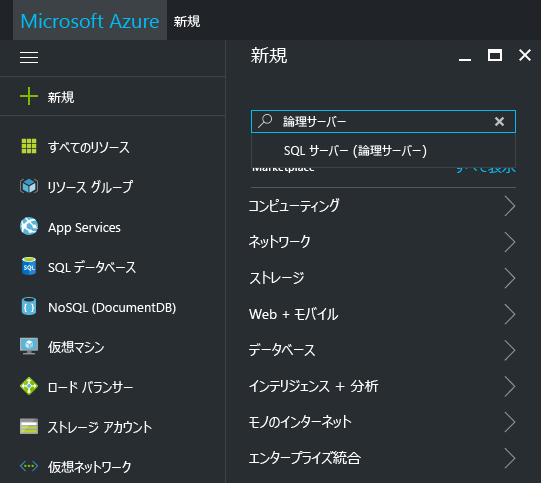 Microsoft Azure 新規
新規
すべてのリソース
リソース グループ
App Services
SQL データベース
NoSQL (DocumentDB)
仮想マシン
ロード バランサー
ストレージ アカウント
仮想ネットワーク
新規
論理サーバー
SQL サーバー (論理サーバー)
Marketplace すべて表示
コンピューティング
ネットワーク
ストレージ
Web + モバイル
データベース
インテリジェンス + 分析
モノのインターネット
エンタープライズ統合